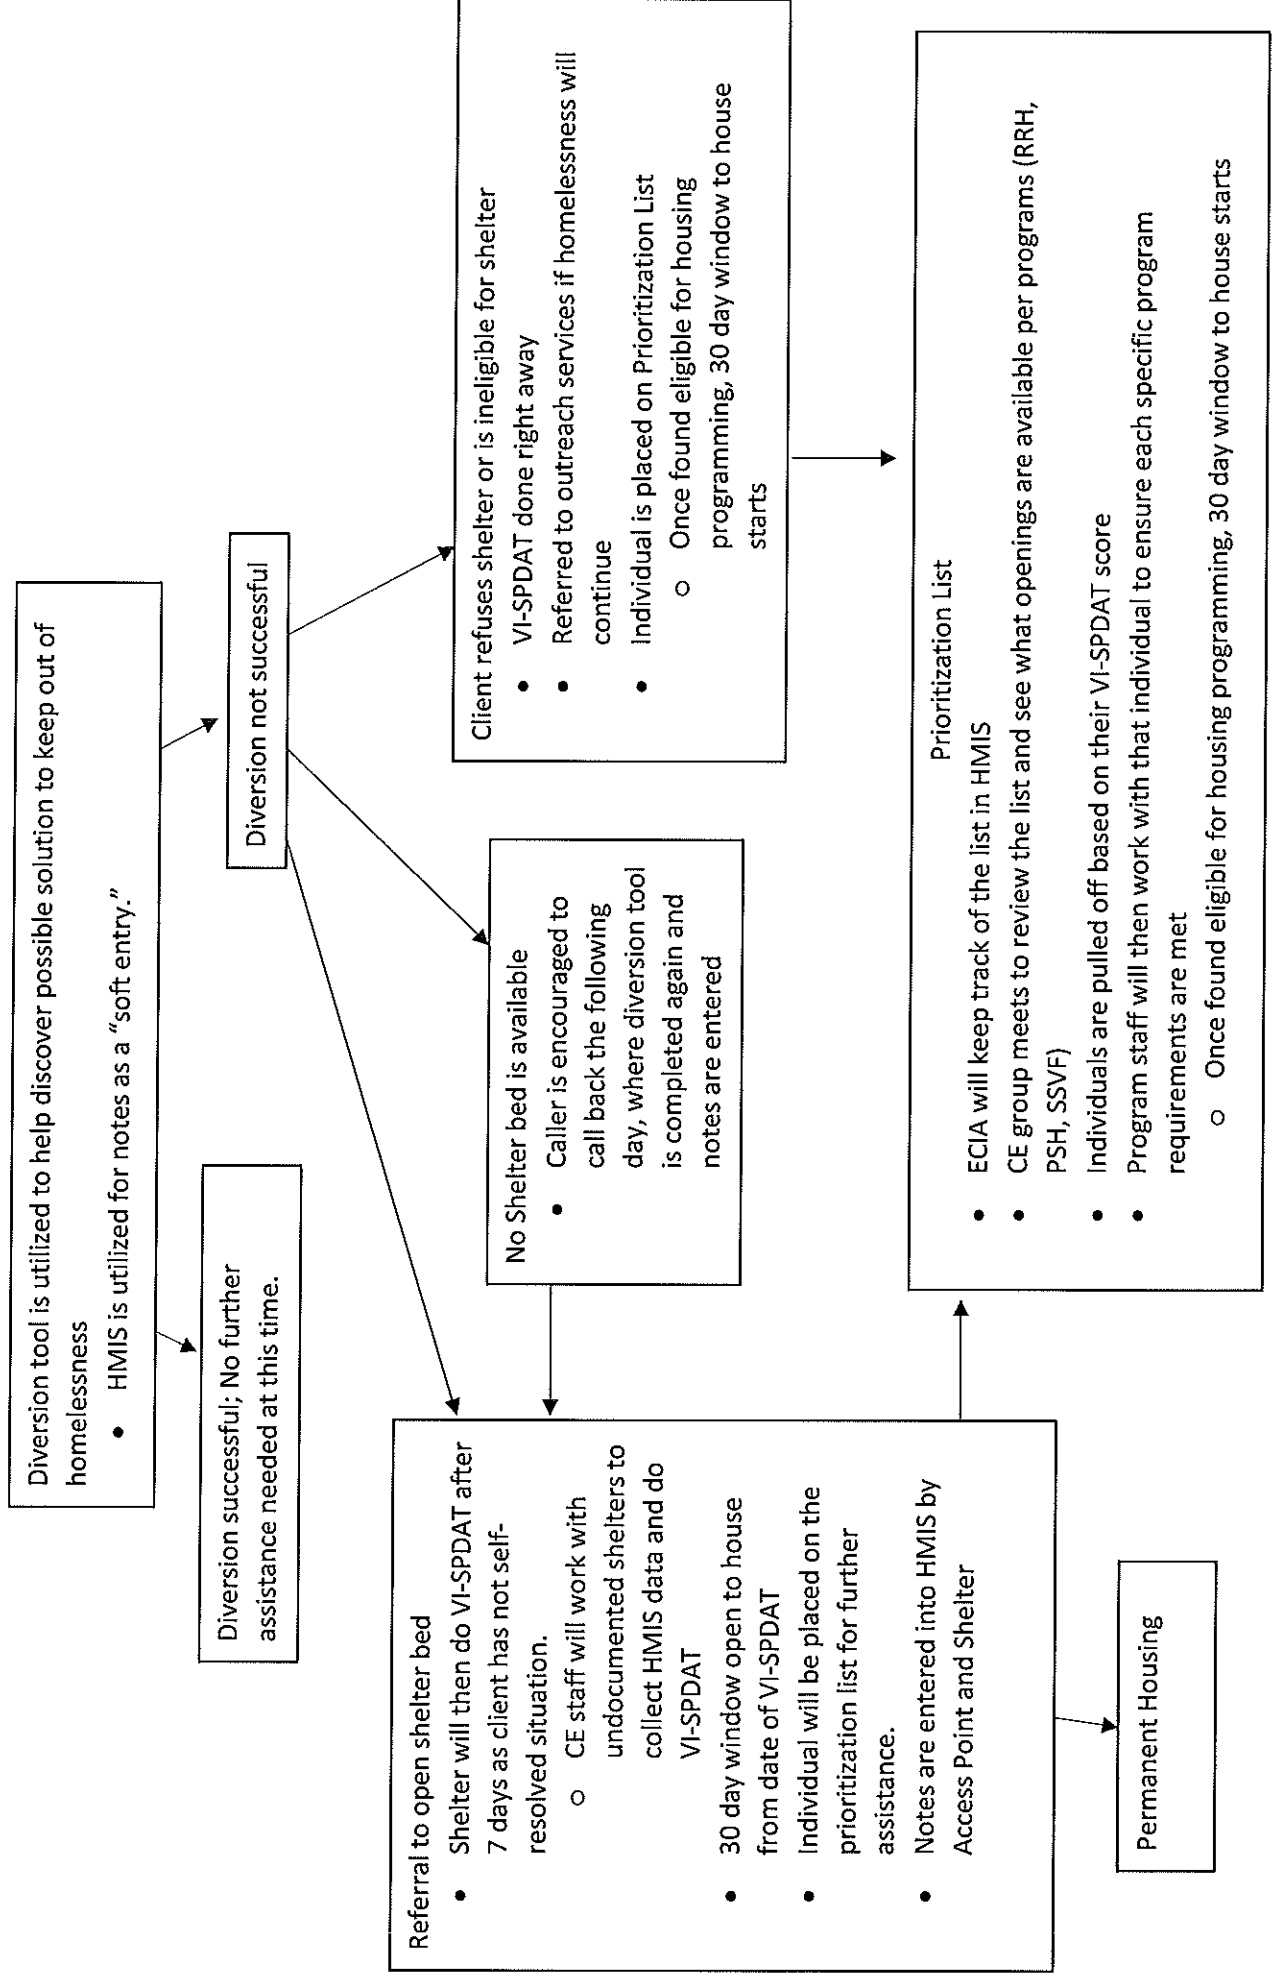 Diversion tool is utilized to help discover possible solution to keep out of
homelessness
• HMIS is utilized for notes as a “soft entry.”
Diversion successful; No further
assistance needed at this time.
Diversion not successful
Referral to open shelter bed
• Shelter will then do VI-SPDAT after
7 days as client has not self-
resolved situation.
○ CE staff will work with
undocumented shelters to
collect HMIS data and do
VI-SPDAT
• 30 day window open to house
from date of VI-SPDAT
• Individual will be placed on the
prioritization list for further
assistance.
• Notes are entered into HMIS by
Access Point and Shelter
No Shelter bed is available
• Caller is encouraged to
call back the following
day, where diversion tool
is completed again and
notes are entered
Client refuses shelter or is ineligible for shelter
• VI-SPDAT done right away
• Referred to outreach services if homelessness will
continue
• Individual is placed on Prioritization List
○ Once found eligible for housing
programming, 30 day window to house
starts
Permanent Housing
Prioritization List
• ECIA will keep track of the list in HMIS
• CE group meets to review the list and see what openings are available per programs (RRH,
PSH, SSVF)
• Individuals are pulled off based on their VI-SPDAT score
• Program staff will then work with that individual to ensure each specific program
requirements are met
○ Once found eligible for housing programming, 30 day window to house starts